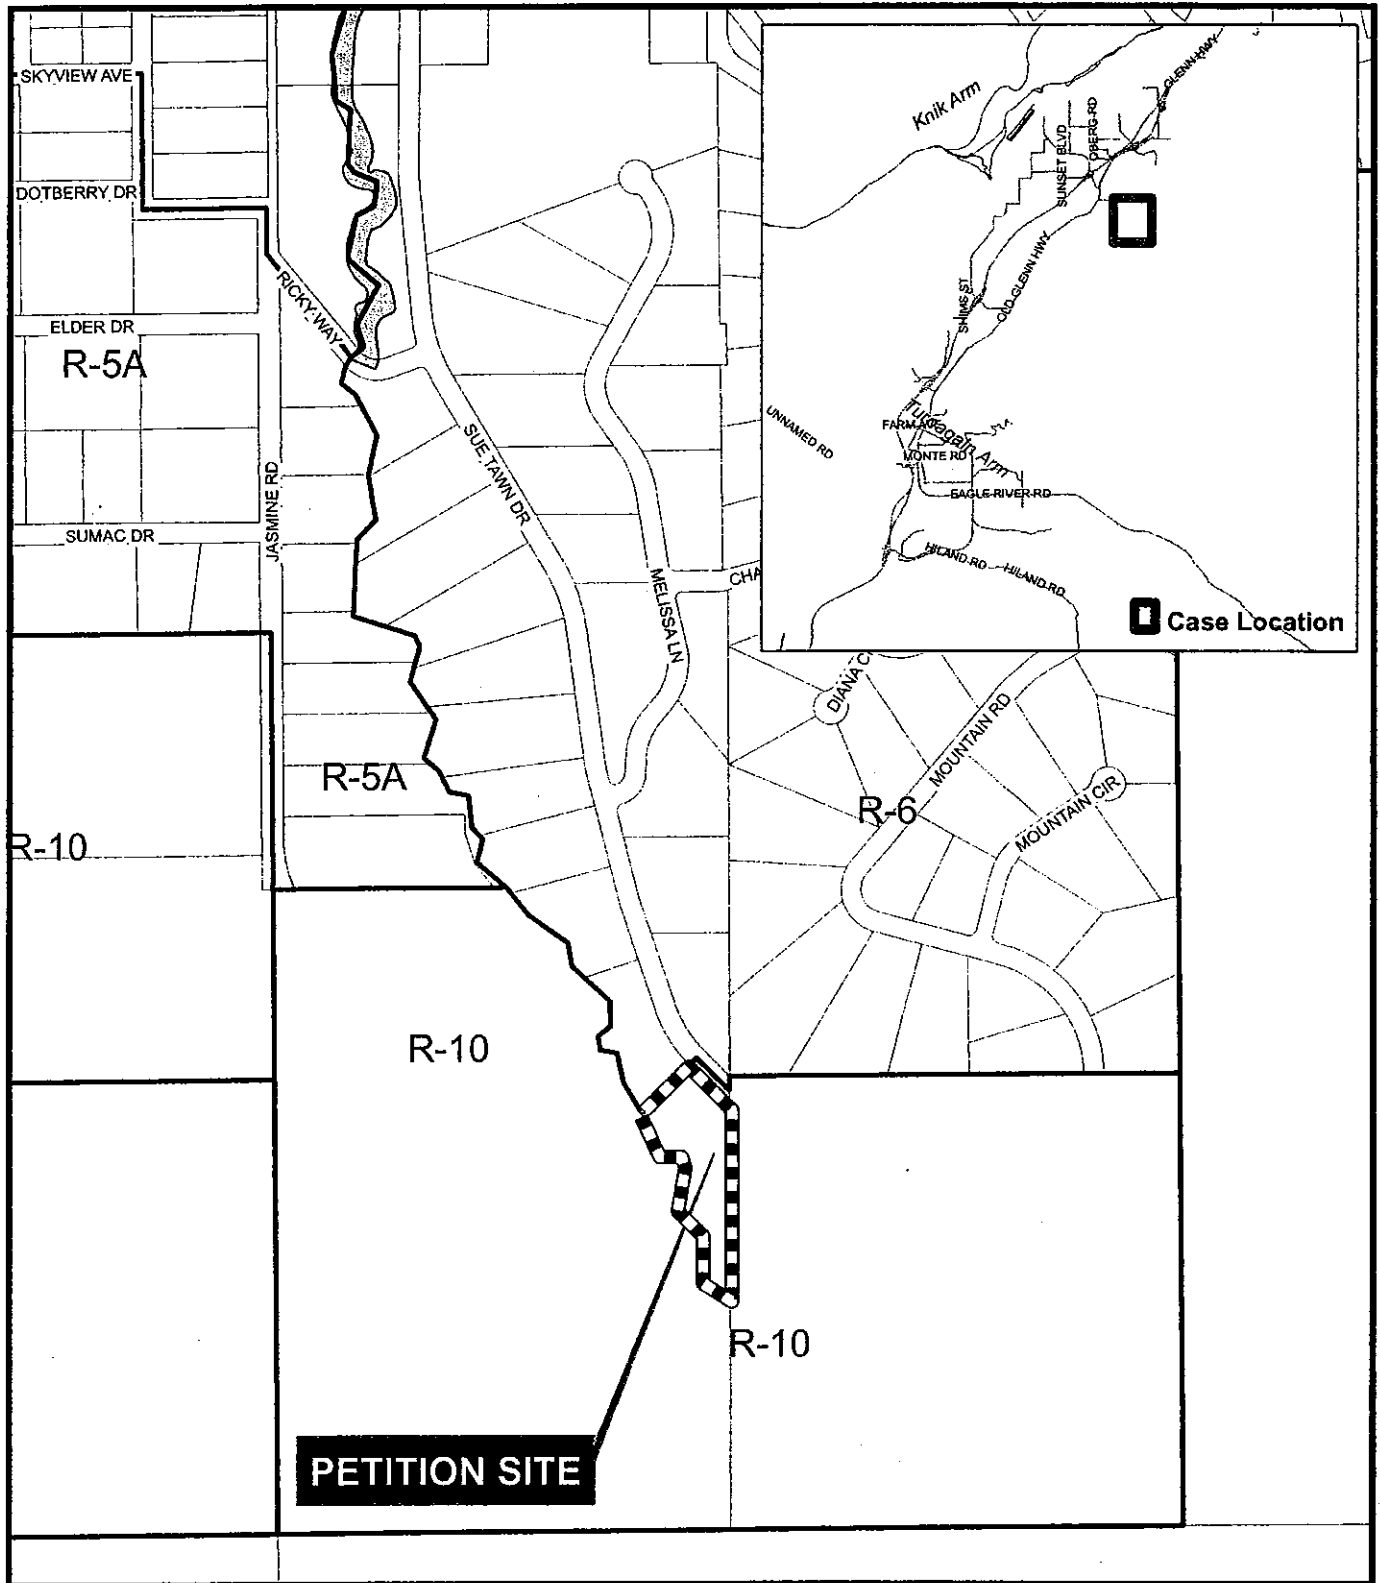 SKYVIEW AVE
DOTBERRY DR
RICKY WAY
ELDER DR
R-5A
JASMINE RD
SUE TAWN DR
SUMAC DR
MELISSA LN
CHA
Knik Arm
GLENN HWY
SUNSET BLVD
OBERG RD
OLD GLENN HWY
SHIMS ST
UNNAMED RD
FARM AVE
Turnagain Arm
MONTE RD
EAGLE RIVER RD
HILAND RD
HILAND RD
Case Location
DIANA C
MOUNTAIN RD
R-5A
R-6
MOUNTAIN CIR
R-10
R-10
R-10
PETITION SITE